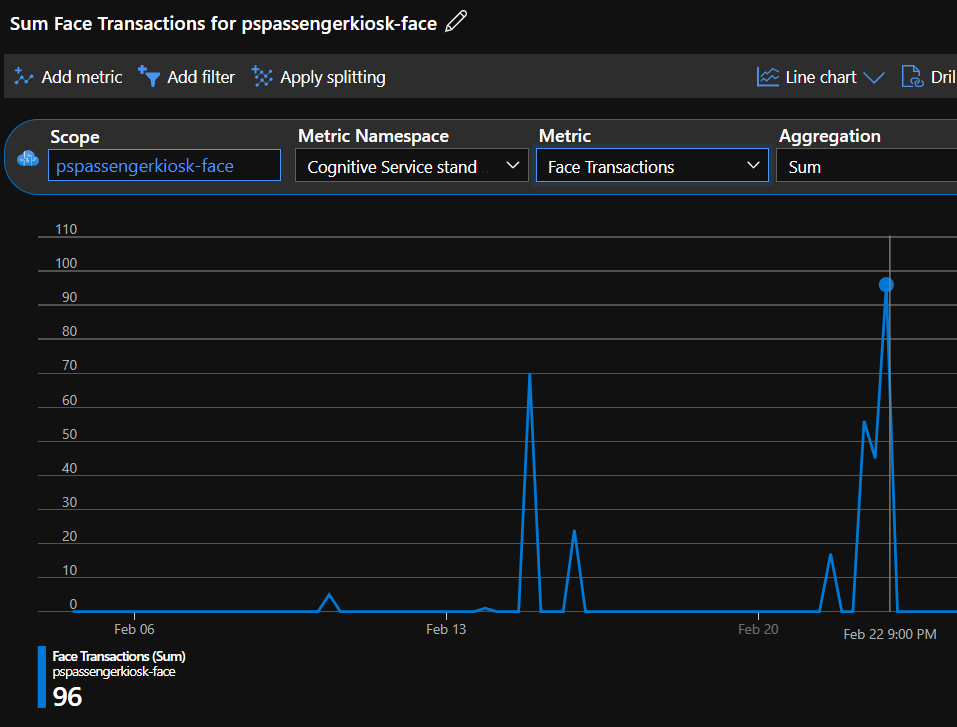 Sum Face Transactions for pspassengerkiosk-face
Add metric Add filter Apply splitting Line chart Dril
Scope Metric Namespace Metric Aggregation
pspassengerkiosk-face Cognitive Service stand Face Transactions Sum
110
100
90
80
70
60
50
40
30
20
10
0
Feb 06 Feb 13 Feb 20 Feb 22 9:00 PM
Face Transactions (Sum)
pspassengerkiosk-face
96